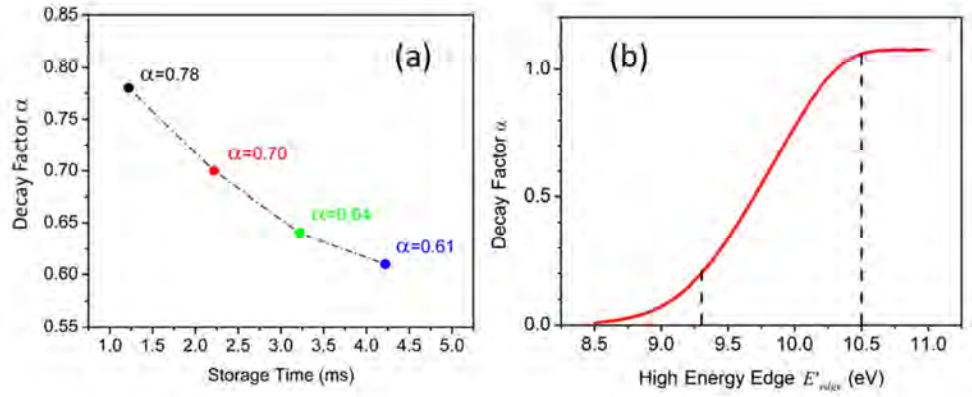 0.85
0.80
0.75
0.70
0.65
0.60
0.55
Decay Factor α
(a)
α=0.78
α=0.70
α=0.64
α=0.61
1.0 1.5 2.0 2.5 3.0 3.5 4.0 4.5 5.0
Storage Time (ms)
(b)
1.0
0.5
0.0
Decay Factor α
8.5 9.0 9.5 10.0 10.5 11.0
High Energy Edge E'edge (eV)